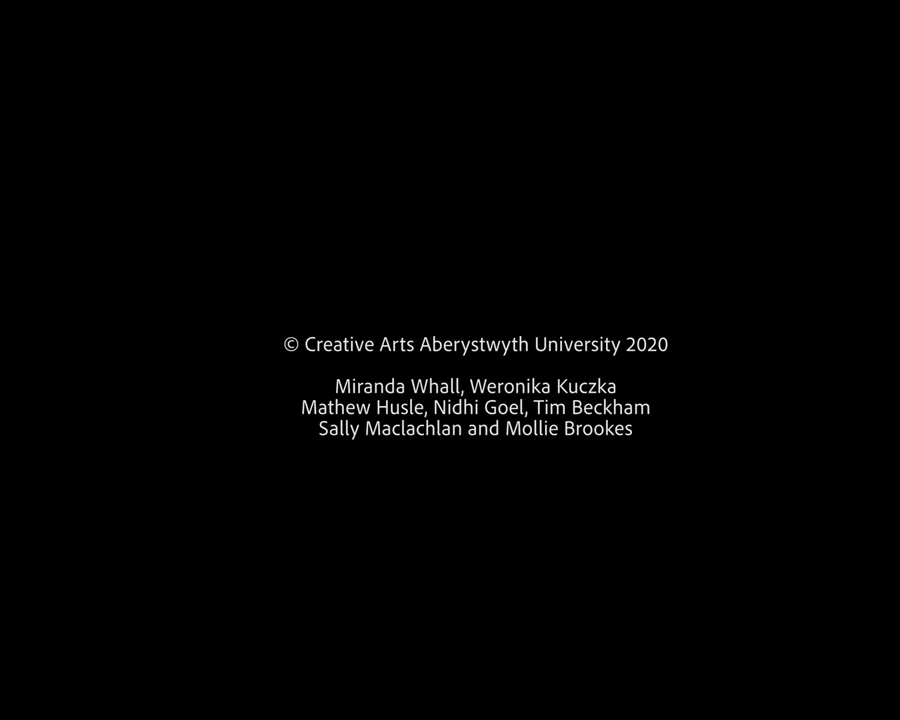 © Creative Arts Aberystwyth University 2020
Miranda Whall, Weronika Kuczka
Mathew Husle, Nidhi Goel, Tim Beckham
Sally Maclachlan and Mollie Brookes